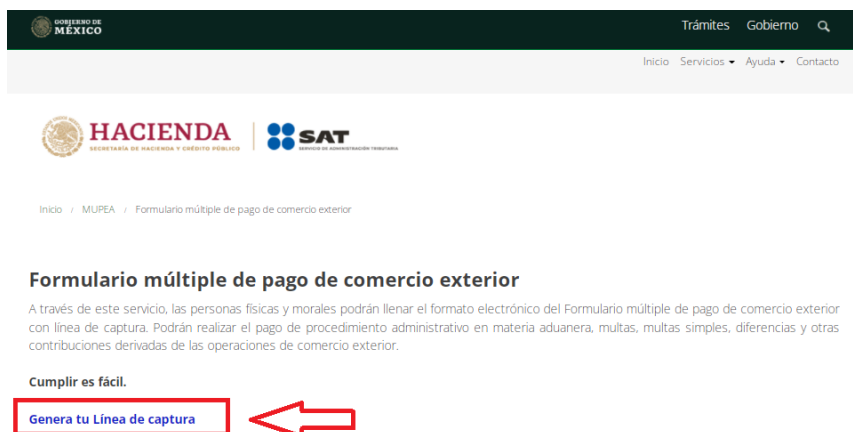 GOBIERNO DE
MÉXICO
Trámites Gobierno
Inicio Servicios Ayuda Contacto
HACIENDA
SECRETARÍA DE HACIENDA Y CRÉDITO PÚBLICO
SAT
SERVICIO DE ADMINISTRACIÓN TRIBUTARIA
Inicio / MUPEA / Formulario múltiple de pago de comercio exterior
Formulario múltiple de pago de comercio exterior
A través de este servicio, las personas físicas y morales podrán llenar el formato electrónico del Formulario múltiple de pago de comercio exterior
con línea de captura. Podrán realizar el pago de procedimiento administrativo en materia aduanera, multas, multas simples, diferencias y otras
contribuciones derivadas de las operaciones de comercio exterior.
Cumplir es fácil.
Genera tu Línea de captura